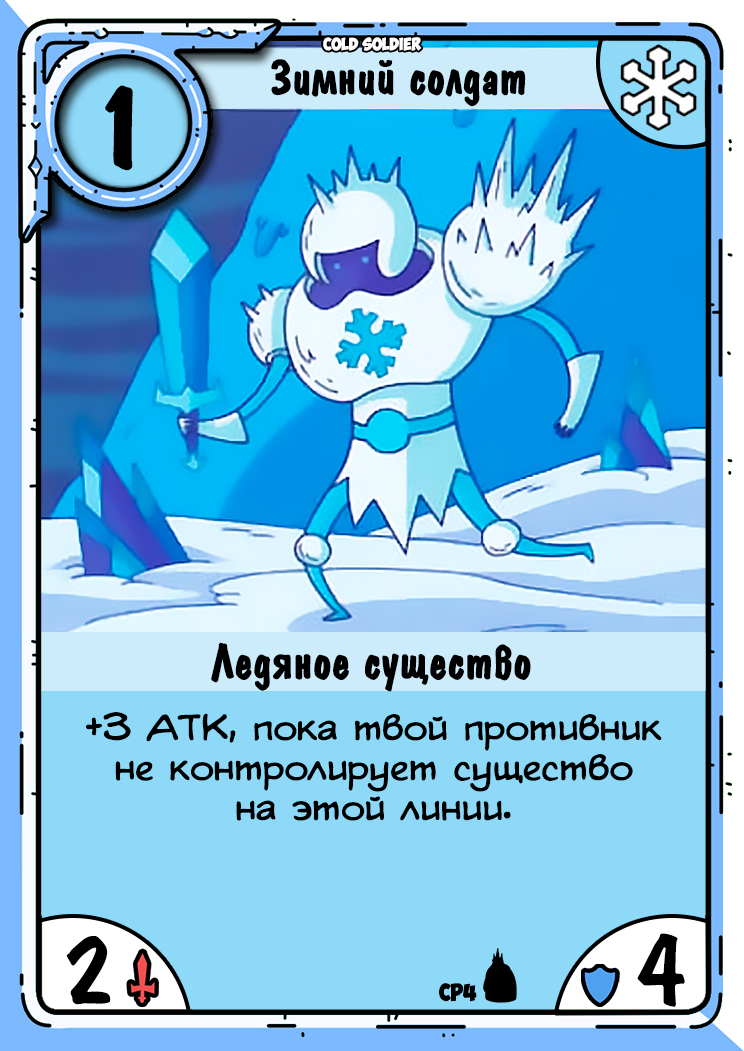 COLD SOLDIER
1
Зимний солдат
Ледяное существо
+3 АТК, пока твой противник
не контролирует существо
на этой линии.
2
CP4
4